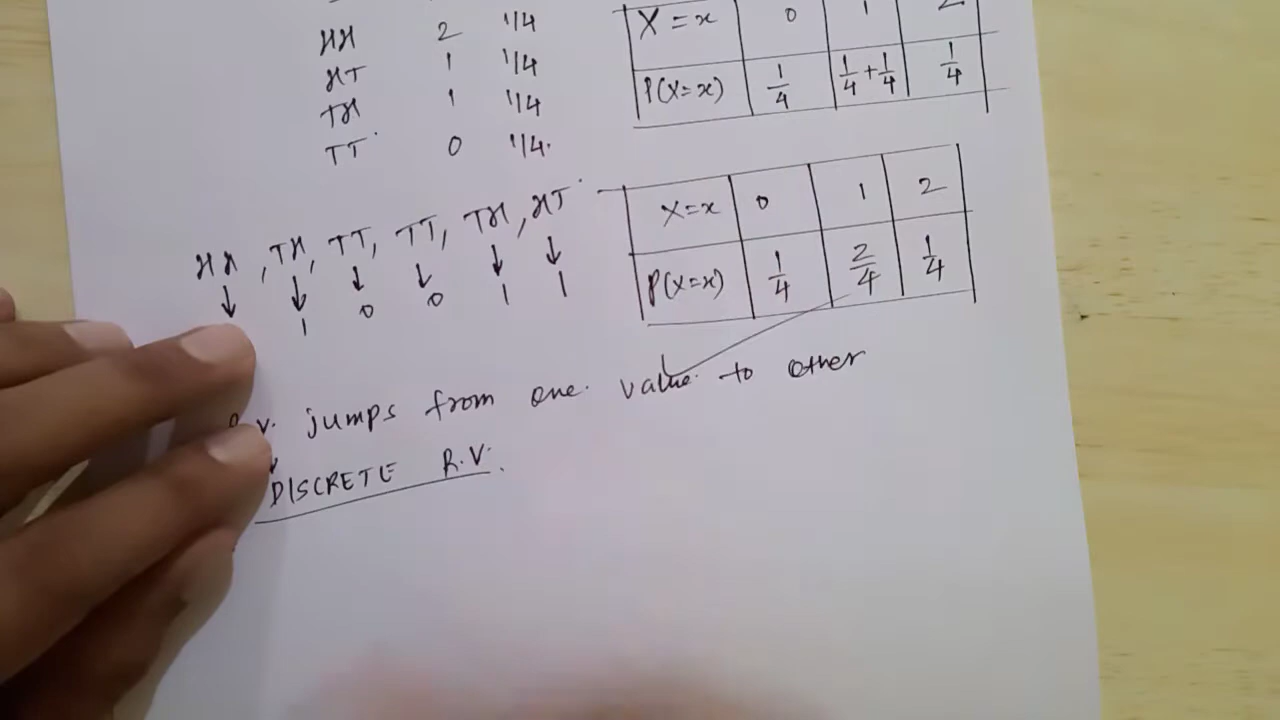 HH 2 1/4
HT 1 1/4
TH 1 1/4
TT 0 1/4.
X=x 0 1 2
P(X=x) 1/4 1/4+1/4 1/4
HH, TH, TT, TT, TH, HT
↓ ↓ ↓ ↓ ↓ ↓
1 0 0 1 1
X=x 0 1 2
P(X=x) 1/4 2/4 1/4
V. jumps from one value to other
↓
DISCRETE R.V.